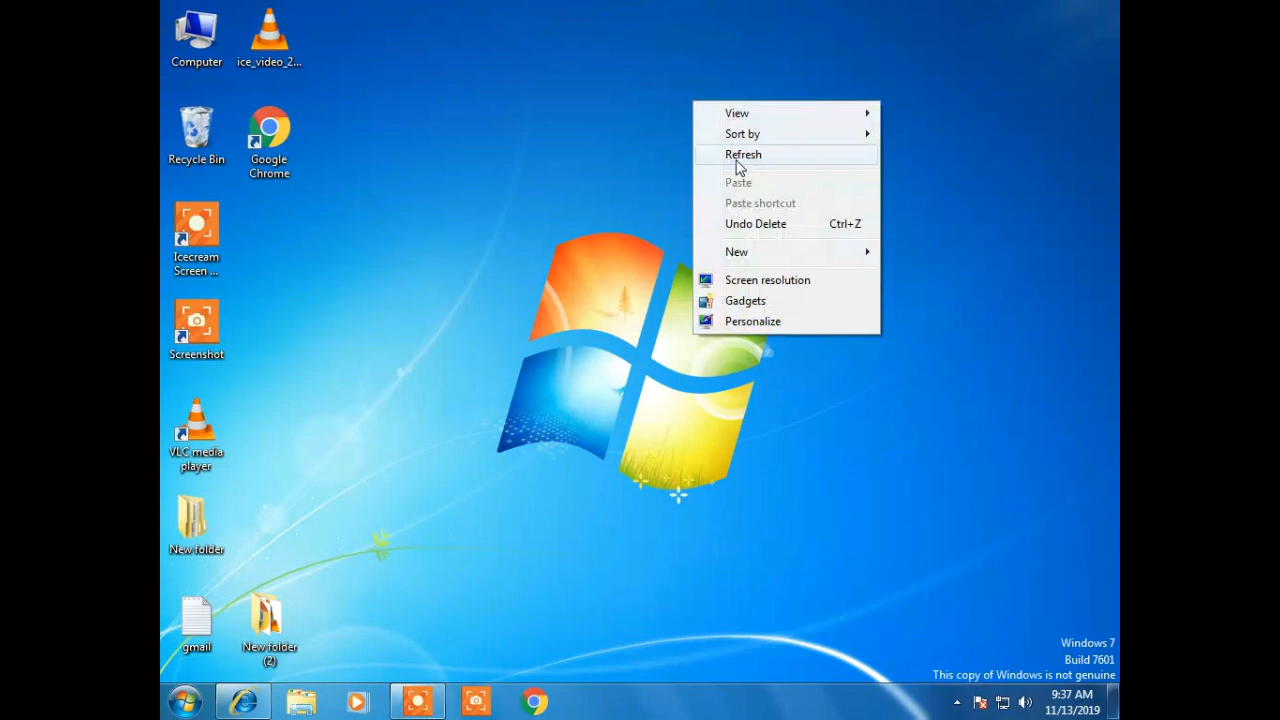 Computer
ice_video_2...
Recycle Bin
Google
Chrome
Icecream
Screen ...
Screenshot
VLC media
player
New folder
gmail
New folder
(2)
View
Sort by
Refresh
Paste
Paste shortcut
Undo Delete Ctrl+Z
New
Screen resolution
Gadgets
Personalize
Windows 7
Build 7601
This copy of Windows is not genuine
9:37 AM
11/13/2019